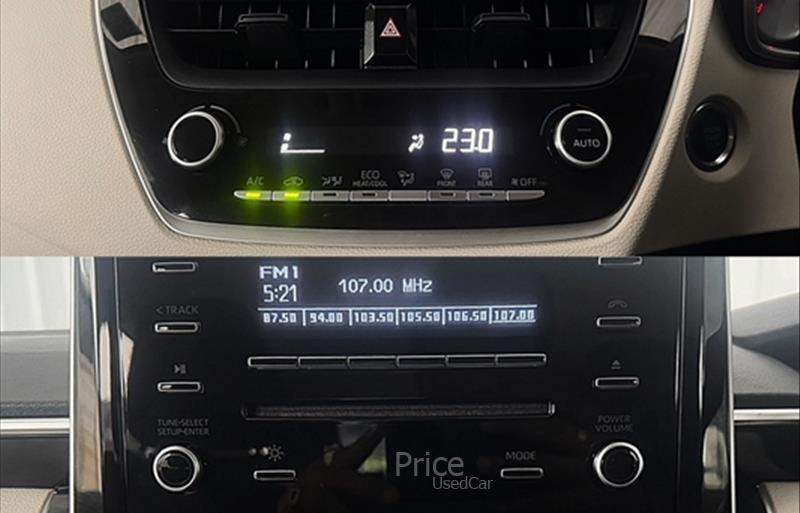 23.0
AUTO
A/C
ECO
HEAT/COOL
FRONT
REAR
OFF
FM1
5:21
107.00 MHz
87.50 94.00 103.50 105.50 106.50 107.00
< TRACK
TUNE•SELECT
SETUP•ENTER
POWER
VOLUME
MODE
Price
UsedCar